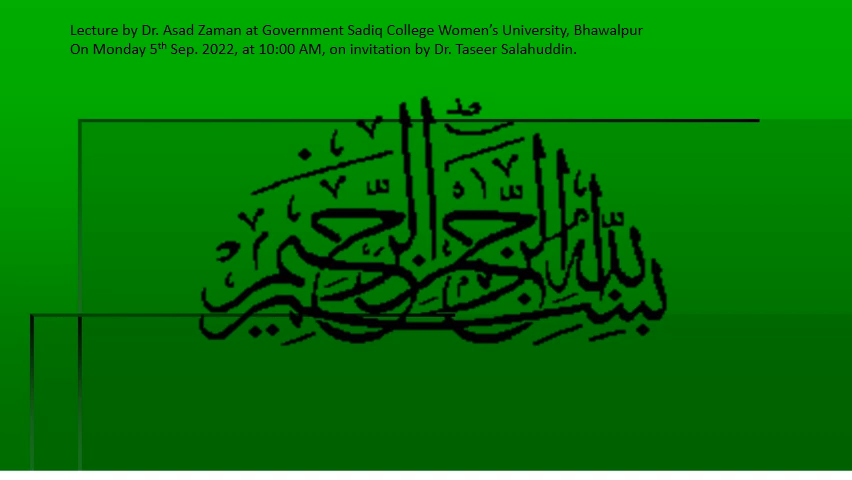 Lecture by Dr. Asad Zaman at Government Sadiq College Women’s University, Bhawalpur
On Monday 5th Sep. 2022, at 10:00 AM, on invitation by Dr. Taseer Salahuddin.
بسم الله الرحمن الرحيم